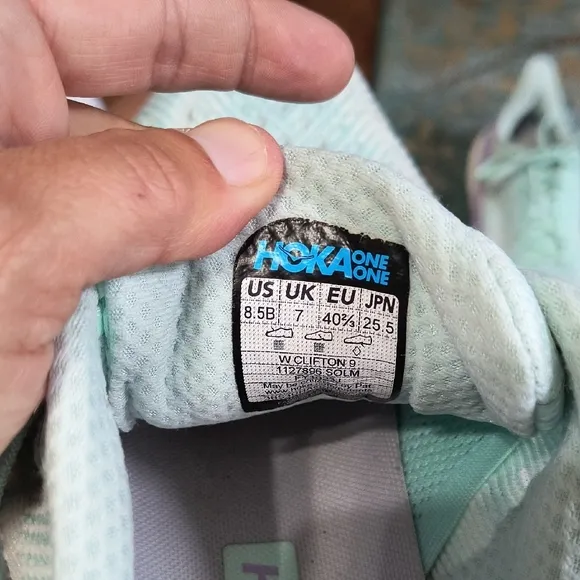 HOKA ONE ONE
US UK EU JPN
8.5B 7 40⅔ 25.5
W CLIFTON 9
1127896 SOLM
H